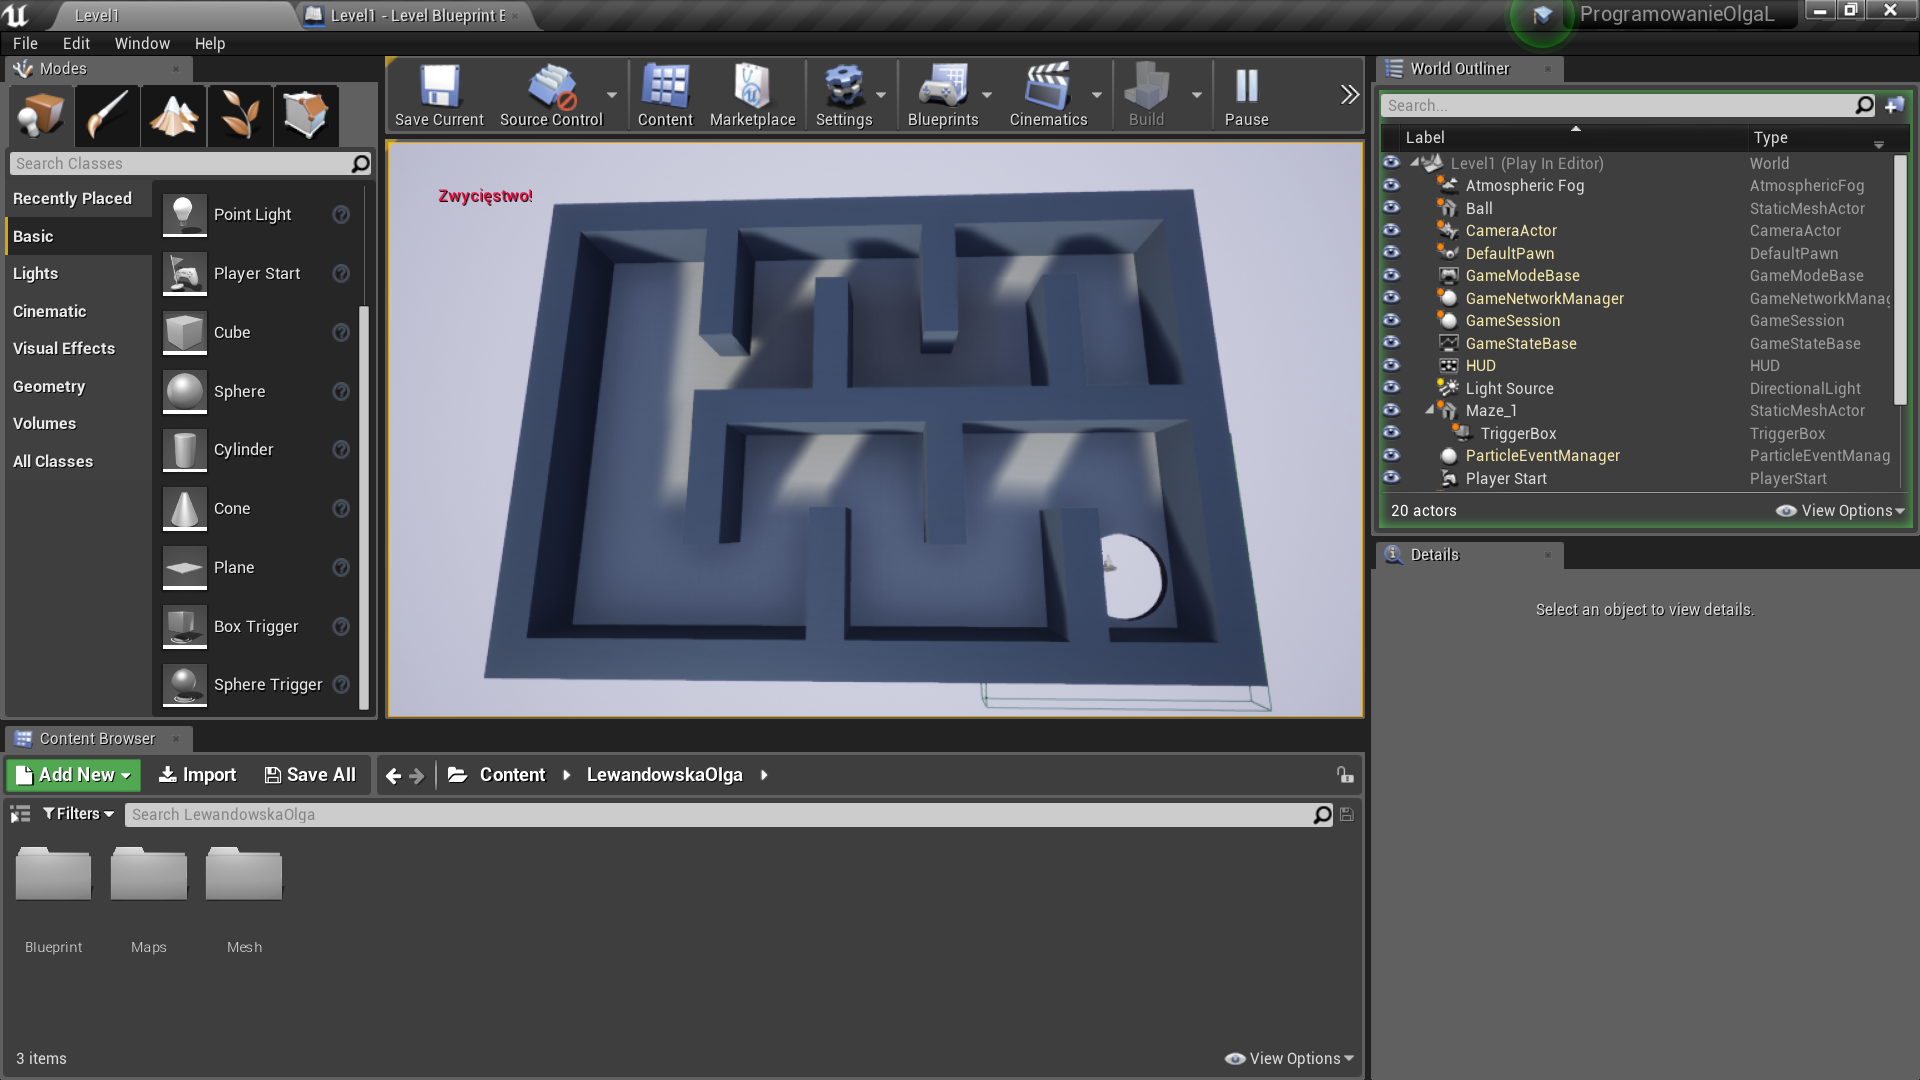 Level1
Level1 - Level Blueprint E
ProgramowanieOlgaL
File Edit Window Help
Modes
Search Classes
Recently Placed
Basic
Lights
Cinematic
Visual Effects
Geometry
Volumes
All Classes
Point Light
Player Start
Cube
Sphere
Cylinder
Cone
Plane
Box Trigger
Sphere Trigger
Save Current Source Control Content Marketplace Settings Blueprints Cinematics Build Pause
Zwycięstwo!
World Outliner
Search...
Label Type
Level1 (Play In Editor) World
Atmospheric Fog AtmosphericFog
Ball StaticMeshActor
CameraActor CameraActor
DefaultPawn DefaultPawn
GameModeBase GameModeBase
GameNetworkManager GameNetworkManag
GameSession GameSession
GameStateBase GameStateBase
HUD HUD
Light Source DirectionalLight
Maze_1 StaticMeshActor
TriggerBox TriggerBox
ParticleEventManager ParticleEventManag
Player Start PlayerStart
20 actors View Options
Details
Select an object to view details.
Content Browser
Add New Import Save All Content LewandowskaOlga
Filters Search LewandowskaOlga
Blueprint Maps Mesh
3 items View Options